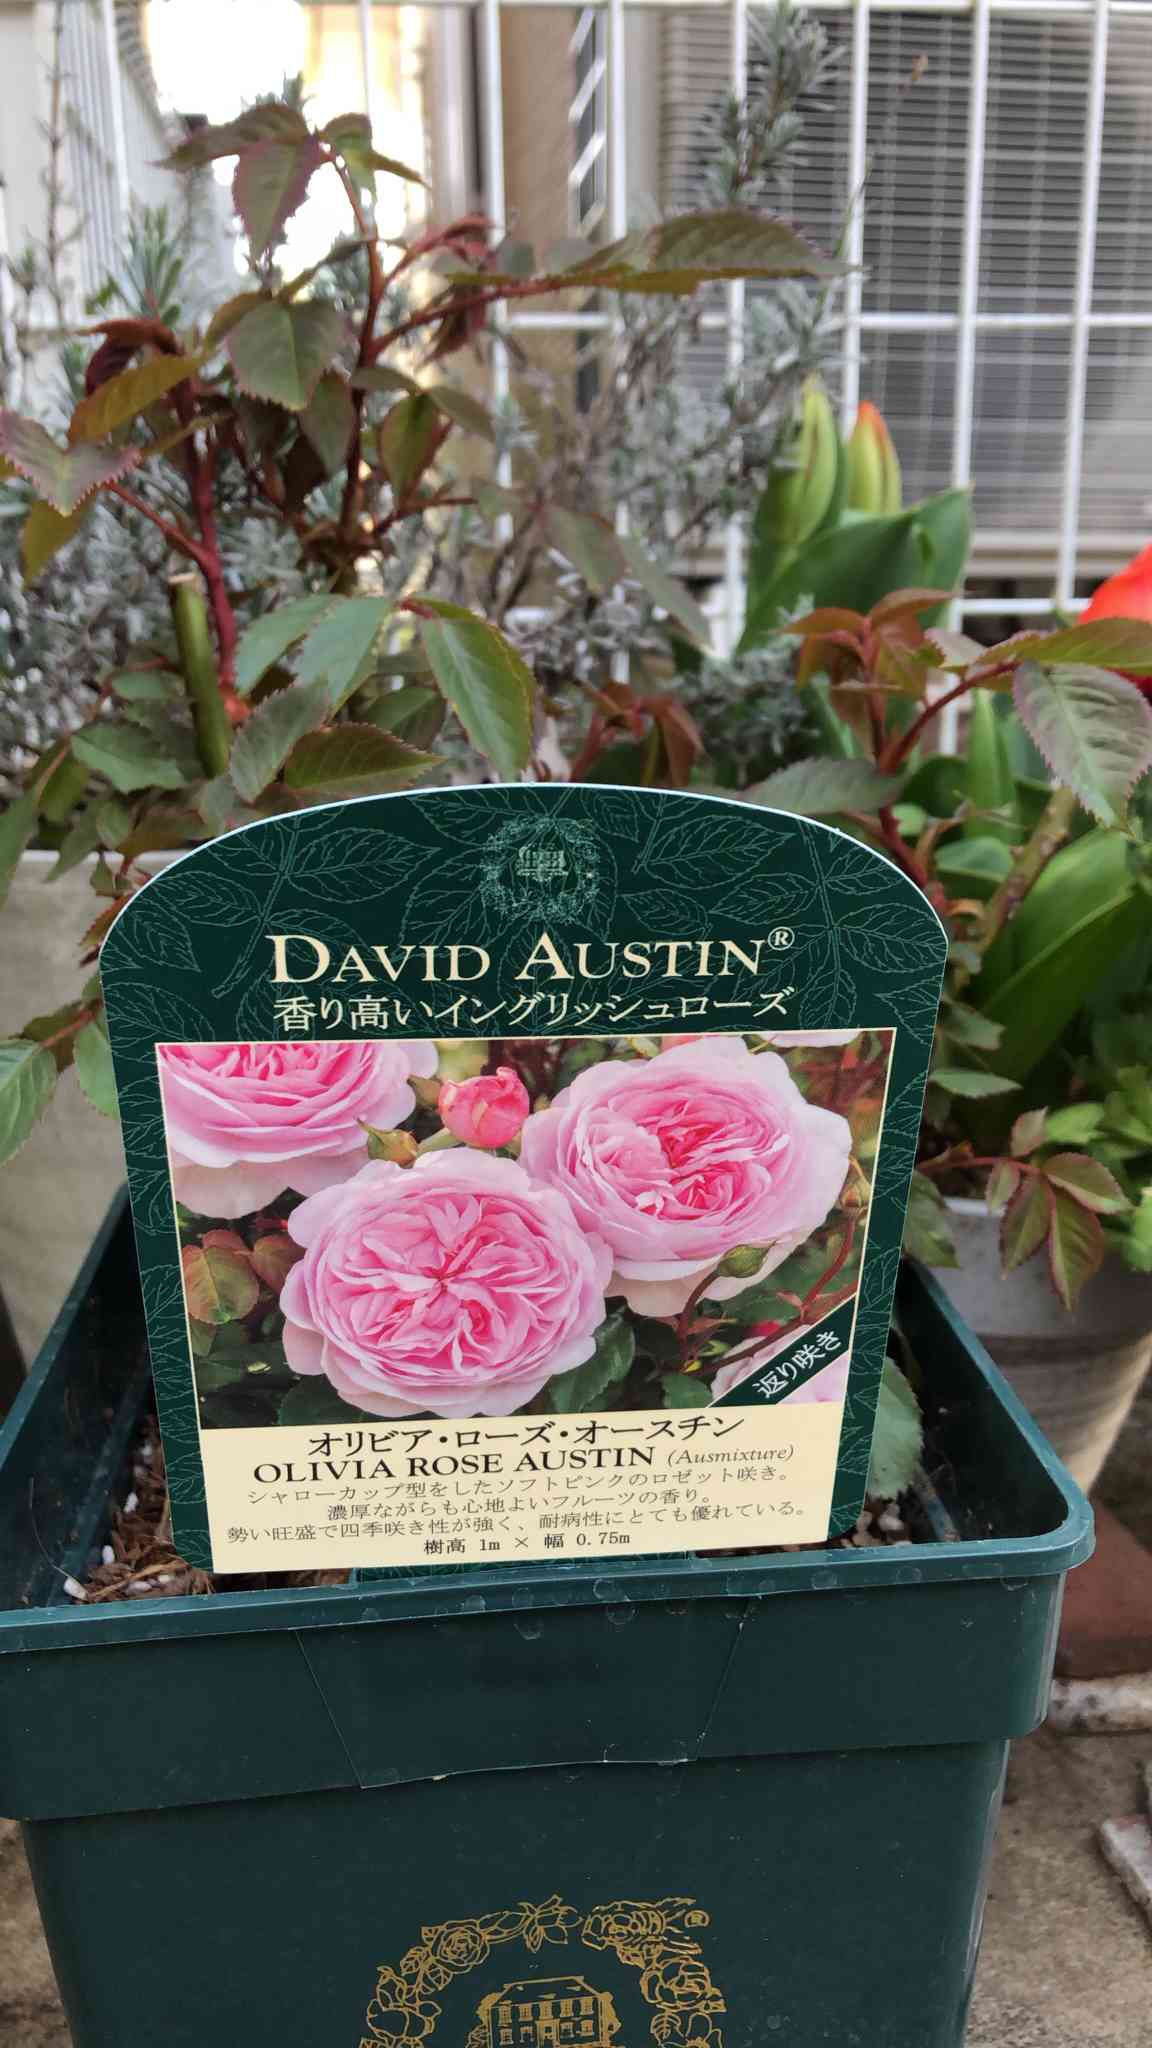 DAVID AUSTIN®
香り高いイングリッシュローズ
返り咲き
オリビア・ローズ・オースチン
OLIVIA ROSE AUSTIN (Ausmixture)
シャローカップ型をしたソフトピンクのロゼット咲き。
濃厚ながらも心地よいフルーツの香り。
勢い旺盛で四季咲き性が強く、耐病性にとても優れている。
樹高 1m × 幅 0.75m
®